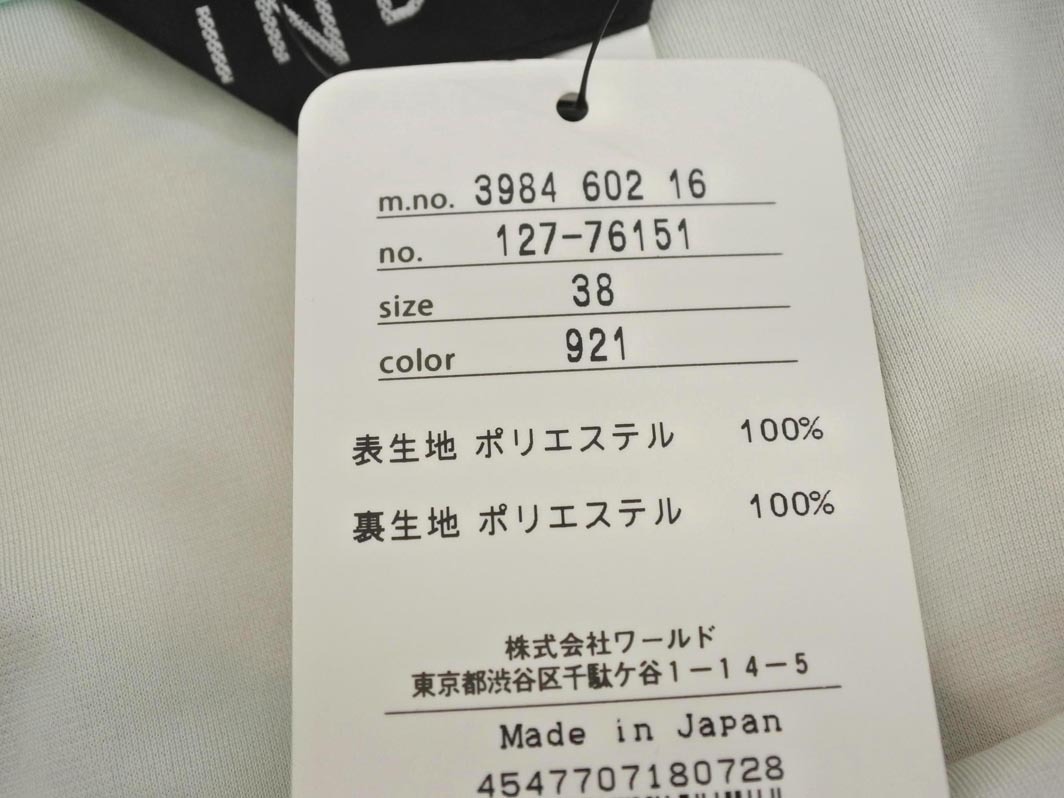 m.no. 3984 602 16
no. 127-76151
size 38
color 921
表生地 ポリエステル 100%
裏生地 ポリエステル 100%
株式会社ワールド
東京都渋谷区千駄ケ谷1-14-5
Made in Japan
4547707180728